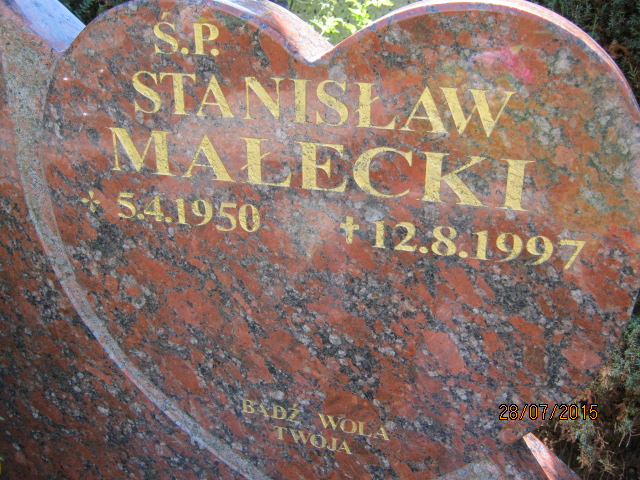 Ś.P.
STANISŁAW
MAŁECKI
✢ 5.4.1950 ✝ 12.8.1997
BĄDŹ WOLA
TWOJA
28/07/2015